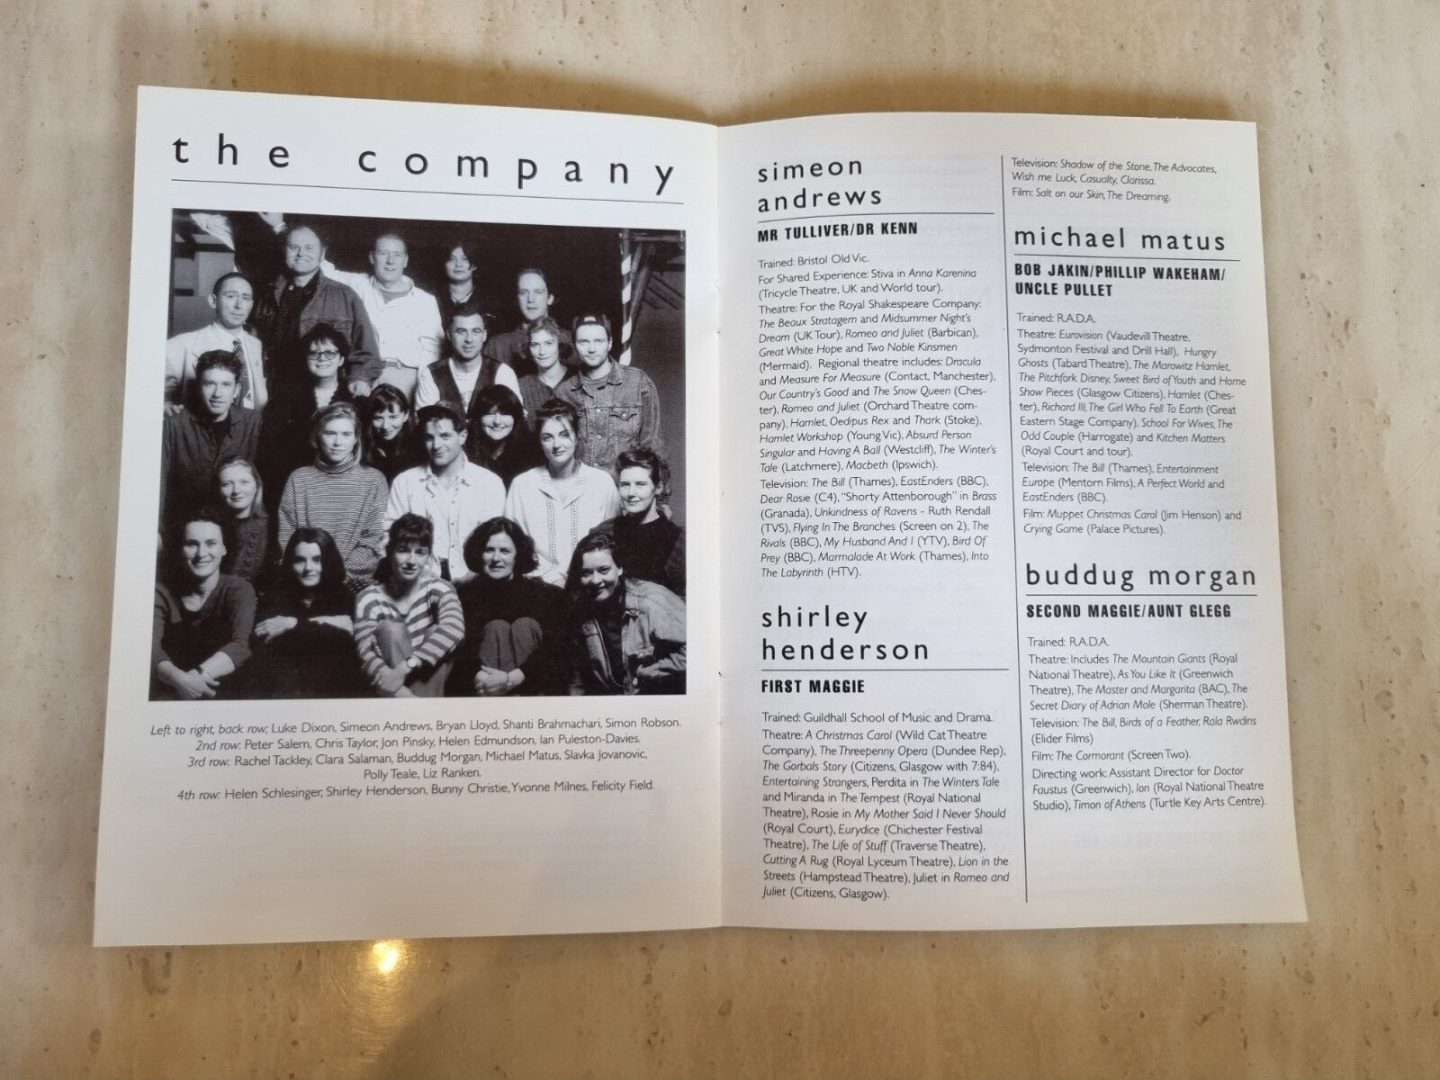 the company
Left to right, back row: Luke Dixon, Simeon Andrews, Bryan Lloyd, Shanti Brahmachari, Simon Robson.
2nd row: Peter Salem, Chris Taylor, Jon Pinsky, Helen Edmundson, Ian Puleston-Davies.
3rd row: Rachel Tackley, Clara Salaman, Buddug Morgan, Michael Matus, Slavka Jovanovic,
Polly Teale, Liz Ranken.
4th row: Helen Schlesinger, Shirley Henderson, Bunny Christie, Yvonne Milnes, Felicity Field.
simeon
andrews
MR TULLIVER/DR KENN
Trained: Bristol Old Vic.
For Shared Experience: Stiva in Anna Karenina
(Tricycle Theatre, UK and World tour).
Theatre: For the Royal Shakespeare Company:
The Beaux Stratagem and Midsummer Night's
Dream (UK Tour), Romeo and Juliet (Barbican),
Great White Hope and Two Noble Kinsmen
(Mermaid). Regional theatre includes: Dracula
and Measure For Measure (Contact, Manchester),
Our Country's Good and The Snow Queen (Ches-
ter), Romeo and Juliet (Orchard Theatre com-
pany), Hamlet, Oedipus Rex and Thark (Stoke),
Hamlet Workshop (Young Vic), Absurd Person
Singular and Having A Ball (Westcliff), The Winter's
Tale (Latchmere), Macbeth (Ipswich).
Television: The Bill (Thames), EastEnders (BBC),
Dear Rosie (C4), "Shorty Attenborough" in Brass
(Granada), Unkindness of Ravens - Ruth Rendall
(TVS), Flying In The Branches (Screen on 2), The
Rivals (BBC), My Husband And I (YTV), Bird Of
Prey (BBC), Marmalade At Work (Thames), Into
The Labyrinth (HTV).
shirley
henderson
FIRST MAGGIE
Trained: Guildhall School of Music and Drama.
Theatre: A Christmas Carol (Wild Cat Theatre
Company), The Threepenny Opera (Dundee Rep),
The Gorbals Story (Citizens, Glasgow with 7:84),
Entertaining Strangers, Perdita in The Winters Tale
and Miranda in The Tempest (Royal National
Theatre), Rosie in My Mother Said I Never Should
(Royal Court), Eurydice (Chichester Festival
Theatre), The Life of Stuff (Traverse Theatre),
Cutting A Rug (Royal Lyceum Theatre), Lion in the
Streets (Hampstead Theatre), Juliet in Romeo and
Juliet (Citizens, Glasgow).
Television: Shadow of the Stone, The Advocates,
Wish me Luck, Casualty, Clarissa.
Film: Salt on our Skin, The Dreaming.
michael matus
BOB JAKIN/PHILLIP WAKEHAM/
UNCLE PULLET
Trained: R.A.D.A.
Theatre: Eurovision (Vaudevill Theatre,
Sydmonton Festival and Drill Hall), Hungry
Ghosts (Tabard Theatre), The Marowitz Hamlet,
The Pitchfork Disney, Sweet Bird of Youth and Home
Show Pieces (Glasgow Citizens), Hamlet (Ches-
ter), Richard III, The Girl Who Fell To Earth (Great
Eastern Stage Company), School For Wives, The
Odd Couple (Harrogate) and Kitchen Matters
(Royal Court and tour).
Television: The Bill (Thames), Entertainment
Europe (Mentorn Films), A Perfect World and
EastEnders (BBC).
Film: Muppet Christmas Carol (Jim Henson) and
Crying Game (Palace Pictures).
buddug morgan
SECOND MAGGIE/AUNT GLEGG
Trained: R.A.D.A.
Theatre: Includes The Mountain Giants (Royal
National Theatre), As You Like It (Greenwich
Theatre), The Master and Margarita (BAC), The
Secret Diary of Adrian Mole (Sherman Theatre).
Television: The Bill, Birds of a Feather, Rala Rwdins
(Elider Films)
Film: The Cormorant (Screen Two).
Directing work: Assistant Director for Doctor
Faustus (Greenwich), Ion (Royal National Theatre
Studio), Timon of Athens (Turtle Key Arts Centre).